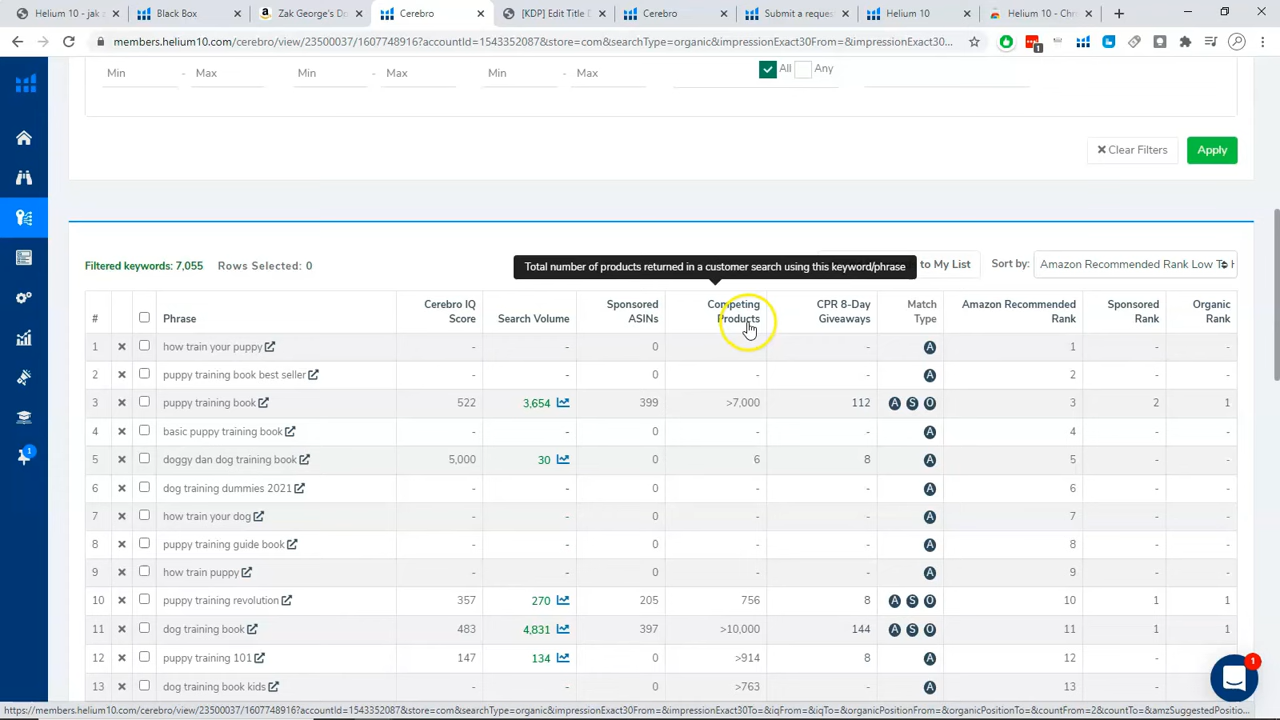 Helium 10 - jak z
Black Box
Zak George's Do
Cerebro
[KDP] Edit Title D
Cerebro
Submit a reques
Helium 10
Helium 10 - Chr
members.helium10.com/cerebro/view/23500037/1607748916?accountId=1543352087&store=com&searchType=organic&impressionExact30From=&impressionExact30...
1
Min - Max Min - Max Min - Max All Any
Clear Filters Apply
Filtered keywords: 7,055 Rows Selected: 0 Total number of products returned in a customer search using this keyword/phrase to My List Sort by: Amazon Recommended Rank Low To H
# Phrase Cerebro IQ Score Search Volume Sponsored ASINs Competing Products CPR 8-Day Giveaways Match Type Amazon Recommended Rank Sponsored Rank Organic Rank
1 how train your puppy - - 0 - A 1 - -
2 puppy training book best seller - - 0 - - A 2 - -
3 puppy training book 522 3,654 399 >7,000 112 A S O 3 2 1
4 basic puppy training book - - 0 - - A 4 - -
5 doggy dan dog training book 5,000 30 0 6 8 A 5 - -
6 dog training dummies 2021 - - 0 - - A 6 - -
7 how train your dog - - 0 - - A 7 - -
8 puppy training guide book - - 0 - - A 8 - -
9 how train puppy - - 0 - - A 9 - -
10 puppy training revolution 357 270 205 756 8 A S O 10 1 1
11 dog training book 483 4,831 397 >10,000 144 A S O 11 1 1
12 puppy training 101 147 134 0 >914 8 A 12 - -
13 dog training book kids - - 0 >763 - A 13 - -
1
1
https://members.helium10.com/cerebro/view/23500037/1607748916?accountId=1543352087&store=com&searchType=organic&impressionExact30From=&impressionExact30To=&iqFrom=&iqTo=&organicPositionFrom=&organicPositionTo=&countFrom=2&countTo=&amzSuggestedPositio...